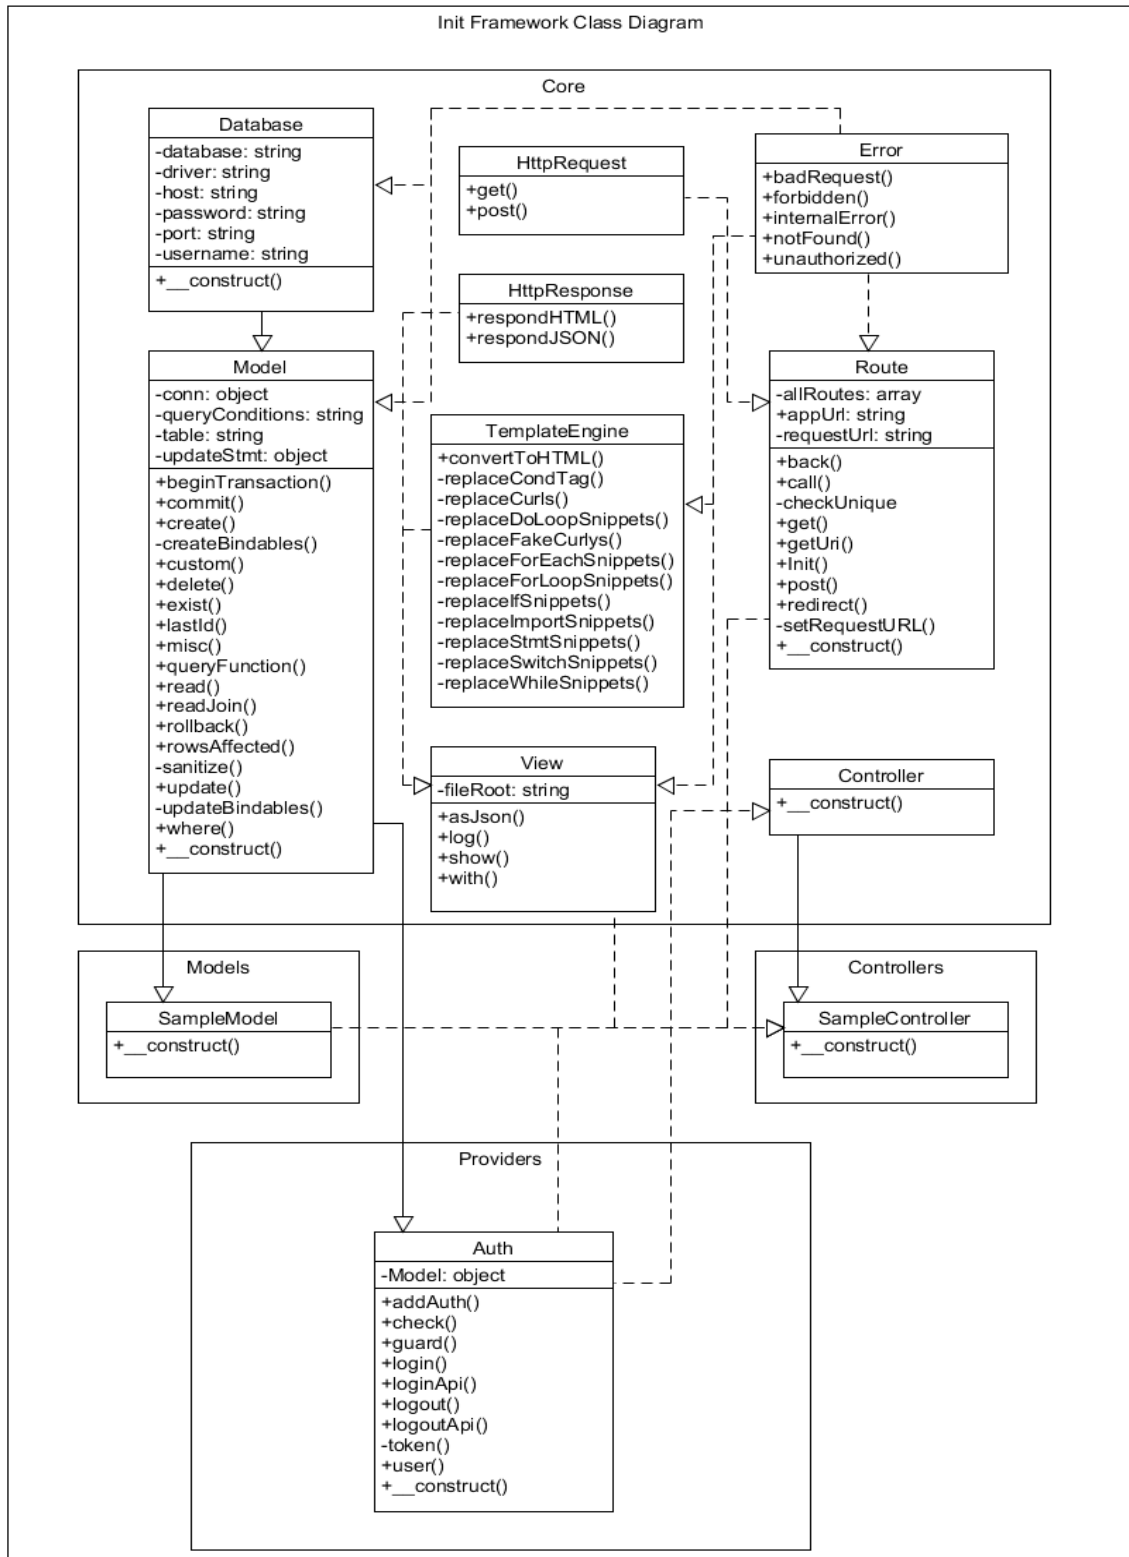 Init Framework Class Diagram
Core
Database
-database: string
-driver: string
-host: string
-password: string
-port: string
-username: string
+__construct()
HttpRequest
+get()
+post()
Error
+badRequest()
+forbidden()
+internalError()
+notFound()
+unauthorized()
HttpResponse
+respondHTML()
+respondJSON()
Model
-conn: object
-queryConditions: string
-table: string
-updateStmt: object
+beginTransaction()
+commit()
+create()
-createBindables()
+custom()
+delete()
+exist()
+lastId()
+misc()
+queryFunction()
+read()
+readJoin()
+rollback()
+rowsAffected()
-sanitize()
+update()
-updateBindables()
+where()
+__construct()
TemplateEngine
+convertToHTML()
-replaceCondTag()
-replaceCurls()
-replaceDoLoopSnippets()
-replaceFakeCurlys()
-replaceForEachSnippets()
-replaceForLoopSnippets()
-replaceIfSnippets()
-replaceImportSnippets()
-replaceStmtSnippets()
-replaceSwitchSnippets()
-replaceWhileSnippets()
Route
-allRoutes: array
+appUrl: string
-requestUrl: string
+back()
+call()
-checkUnique
+get()
+getUri()
+Init()
+post()
+redirect()
-setRequestURL()
+__construct()
View
-fileRoot: string
+asJson()
+log()
+show()
+with()
Controller
+__construct()
Models
SampleModel
+__construct()
Controllers
SampleController
+__construct()
Providers
Auth
-Model: object
+addAuth()
+check()
+guard()
+login()
+loginApi()
+logout()
+logoutApi()
-token()
+user()
+__construct()